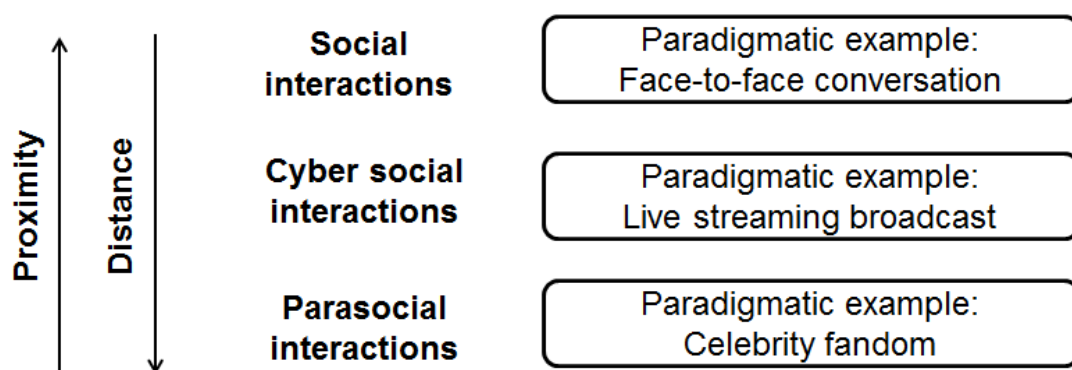 Proximity
Distance
Social
interactions
Paradigmatic example:
Face-to-face conversation
Cyber social
interactions
Paradigmatic example:
Live streaming broadcast
Parasocial
interactions
Paradigmatic example:
Celebrity fandom